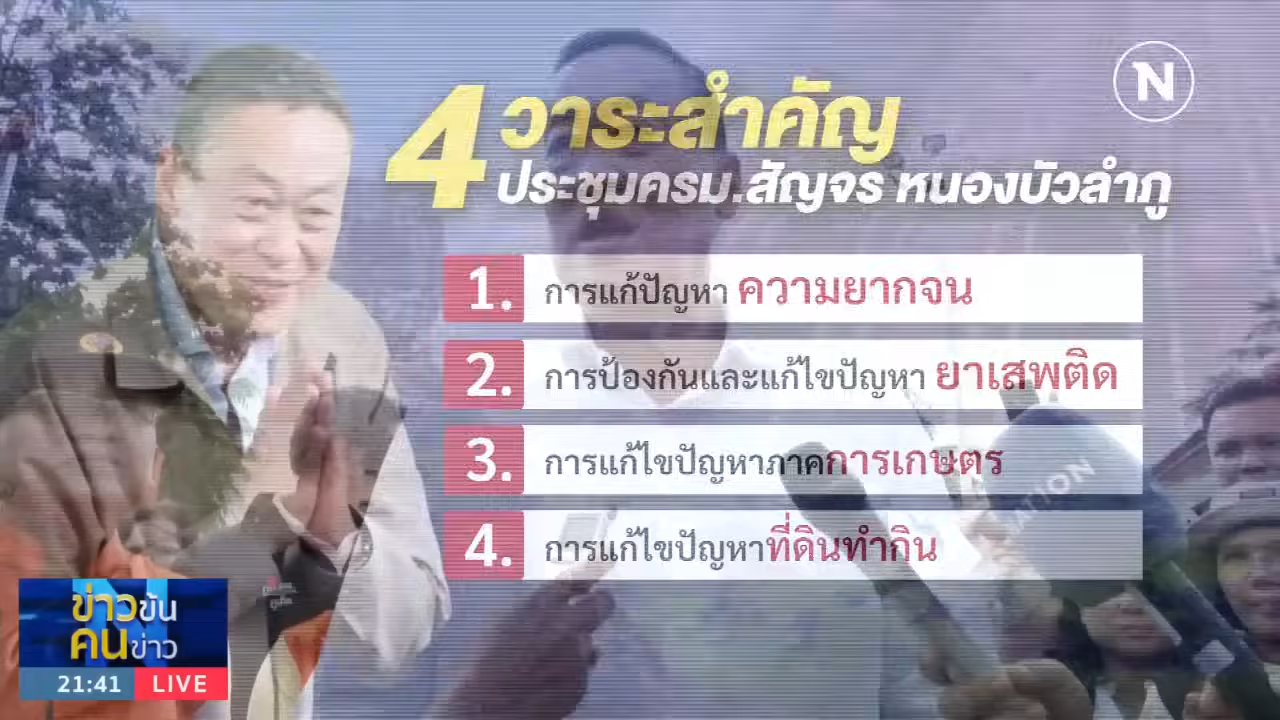 N
4 วาระสำคัญ
ประชุมครม.สัญจร หนองบัวลำภู
1. การแก้ปัญหา ความยากจน
2. การป้องกันและแก้ไขปัญหา ยาเสพติด
3. การแก้ไขปัญหาภาคการเกษตร
4. การแก้ไขปัญหาที่ดินทำกิน
NATION
ข่าวข้น
คนข่าว
21:41 LIVE